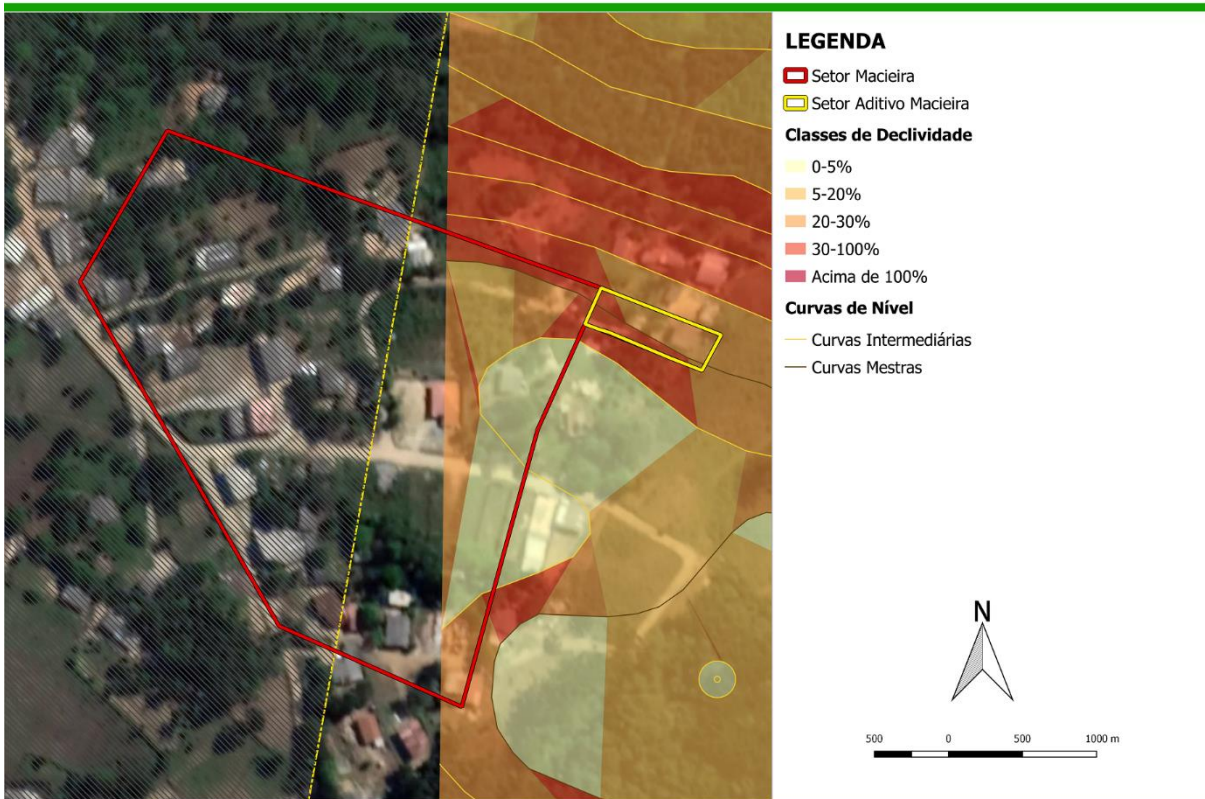 LEGENDA
Setor Macieira
Setor Aditivo Macieira
Classes de Declividade
0-5%
5-20%
20-30%
30-100%
Acima de 100%
Curvas de Nível
Curvas Intermediárias
Curvas Mestras
N
500 0 500 1000 m